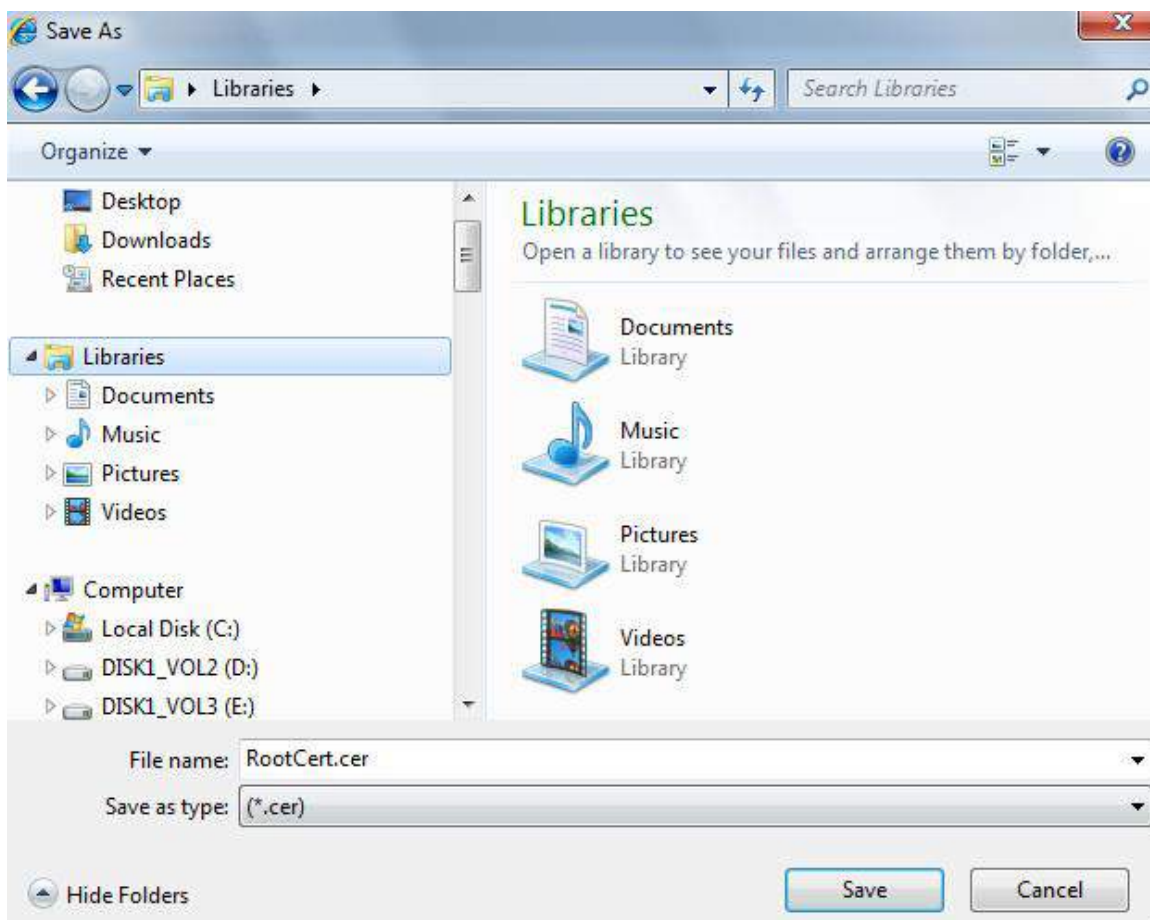 Save As
Libraries
Search Libraries
Organize
Desktop
Downloads
Recent Places
Libraries
Documents
Music
Pictures
Videos
Computer
Local Disk (C:)
DISK1_VOL2 (D:)
DISK1_VOL3 (E:)
Libraries
Open a library to see your files and arrange them by folder,...
Documents
Library
Music
Library
Pictures
Library
Videos
Library
File name: RootCert.cer
Save as type: (*.cer)
Hide Folders
Save
Cancel